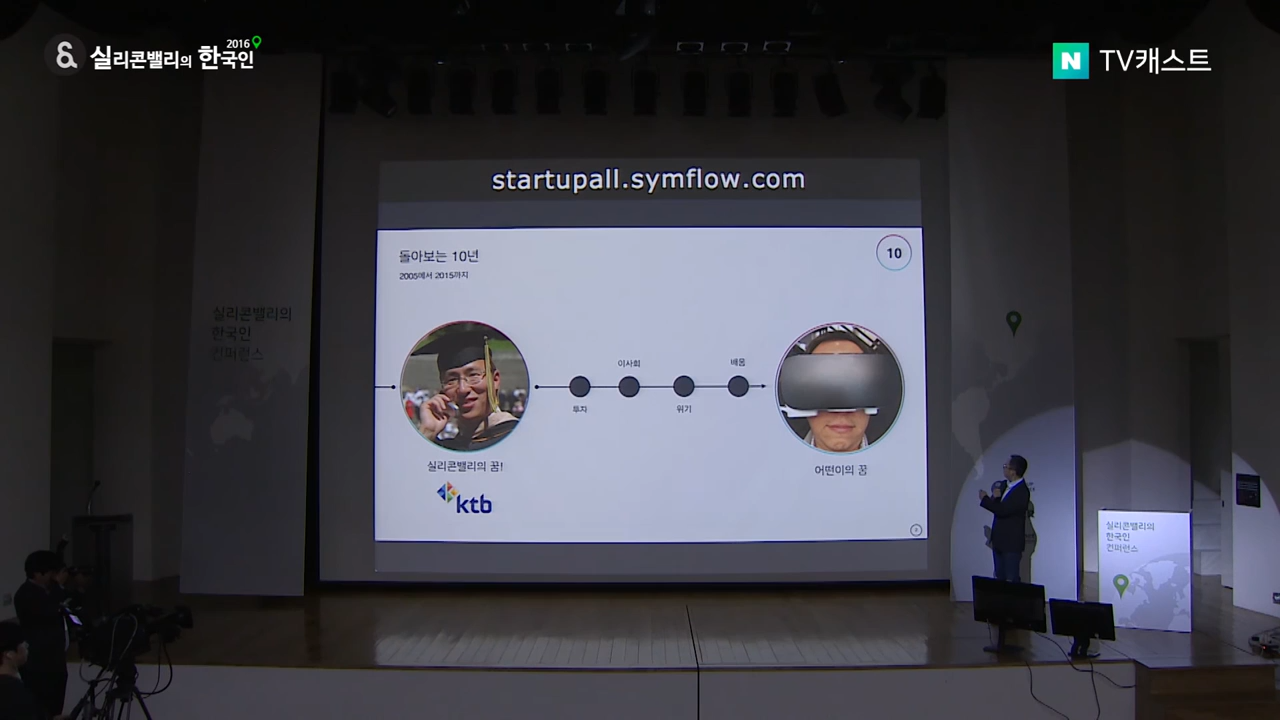 실리콘밸리의 한국인
2016
N TV캐스트
startupall.symflow.com
돌아보는 10년
2005에서 2015까지
10
이사회
배움
투자
위기
실리콘밸리의 꿈!
어떤이의 꿈
ktb
실리콘밸리의
한국인
컨퍼런스
실리콘밸리의
한국인
컨퍼런스